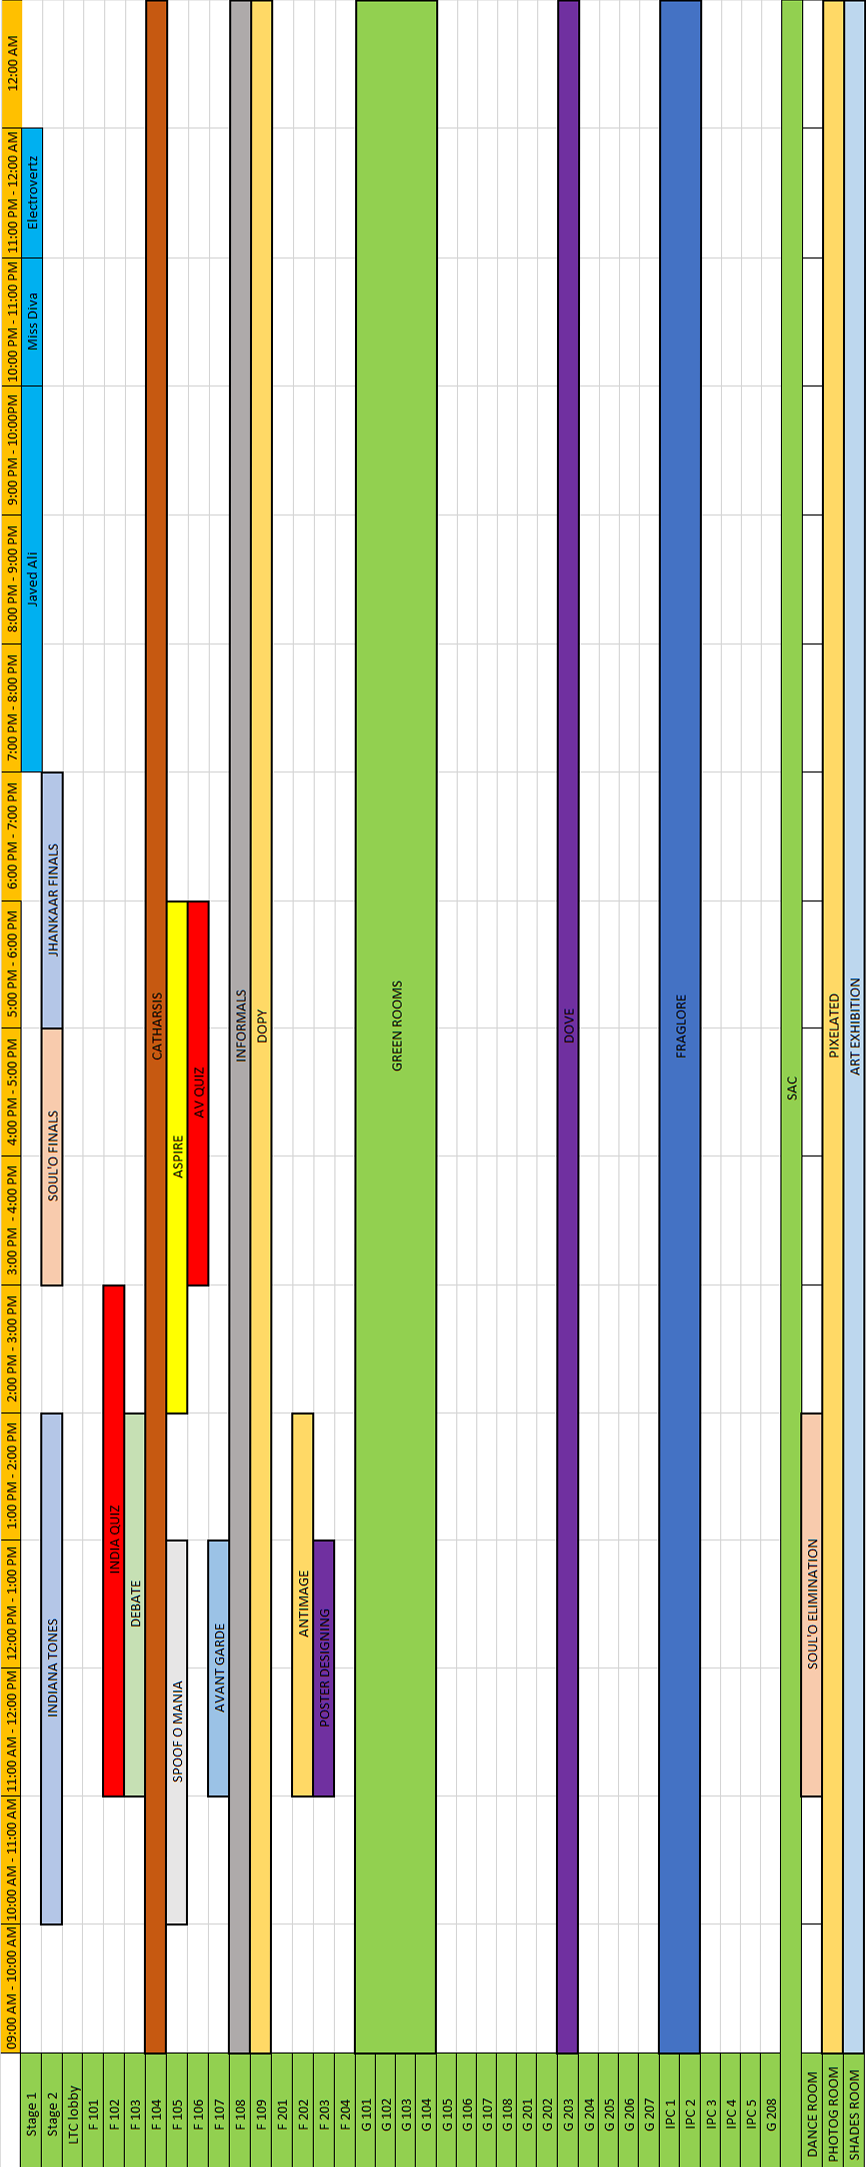 09:00 AM - 10:00 AM
10:00 AM - 11:00 AM
11:00 AM - 12:00 PM
12:00 PM - 1:00 PM
1:00 PM - 2:00 PM
2:00 PM - 3:00 PM
3:00 PM - 4:00 PM
4:00 PM - 5:00 PM
5:00 PM - 6:00 PM
6:00 PM - 7:00 PM
7:00 PM - 8:00 PM
8:00 PM - 9:00 PM
9:00 PM - 10:00PM
10:00 PM - 11:00 PM
11:00 PM - 12:00 AM
12:00 AM
Stage 1
Javed Ali
Miss Diva
Electrovertz
Stage 2
INDIANA TONES
SOUL'O FINALS
JHANKAAR FINALS
LTC lobby
F 101
F 102
INDIA QUIZ
F 103
DEBATE
F 104
CATHARSIS
F 105
SPOOF O MANIA
ASPIRE
F 106
AV QUIZ
F 107
AVANT GARDE
F 108
INFORMALS
F 109
DOPY
F 201
F 202
ANTIMAGE
F 203
POSTER DESIGNING
F 204
G 101
G 102
G 103
G 104
GREEN ROOMS
G 105
G 106
G 107
G 108
G 201
G 202
G 203
DOVE
G 204
G 205
G 206
G 207
IPC 1
IPC 2
FRAGLORE
IPC 3
IPC 4
IPC 5
G 208
SAC
DANCE ROOM
SOUL'O ELIMINATION
PHOTOG ROOM
PIXELATED
SHADES ROOM
ART EXHIBITION